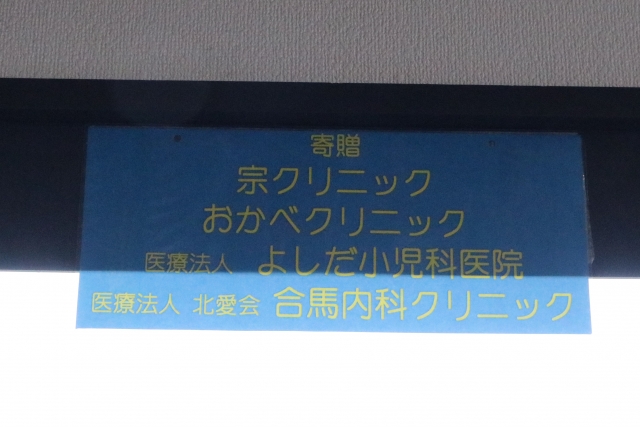 寄贈
宗クリニック
おかべクリニック
医療法人 よしだ小児科医院
医療法人 北愛会 合馬内科クリニック